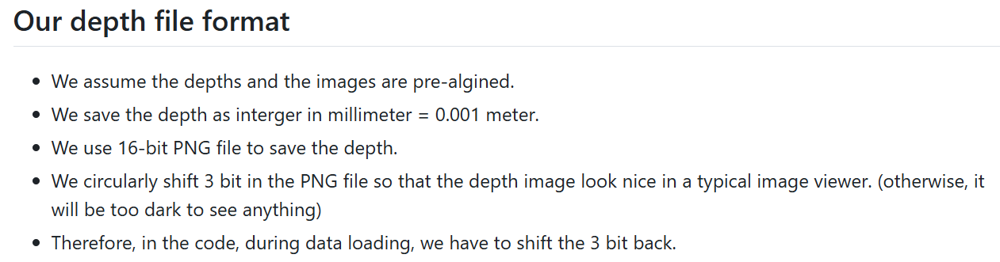 Our depth file format
We assume the depths and the images are pre-algined.
We save the depth as interger in millimeter = 0.001 meter.
We use 16-bit PNG file to save the depth.
We circularly shift 3 bit in the PNG file so that the depth image look nice in a typical image viewer. (otherwise, it
will be too dark to see anything)
Therefore, in the code, during data loading, we have to shift the 3 bit back.